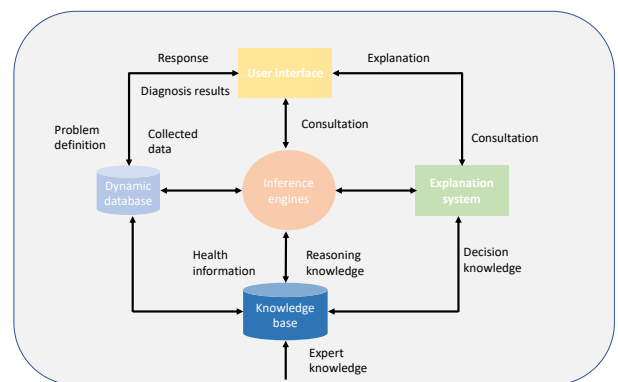 Response
Explanation
User interface
Diagnosis results
Problem
definition
Collected
data
Consultation
Consultation
Dynamic
database
Inference
engines
Explanation
system
Health
information
Reasoning
knowledge
Decision
knowledge
Knowledge
base
Expert
knowledge